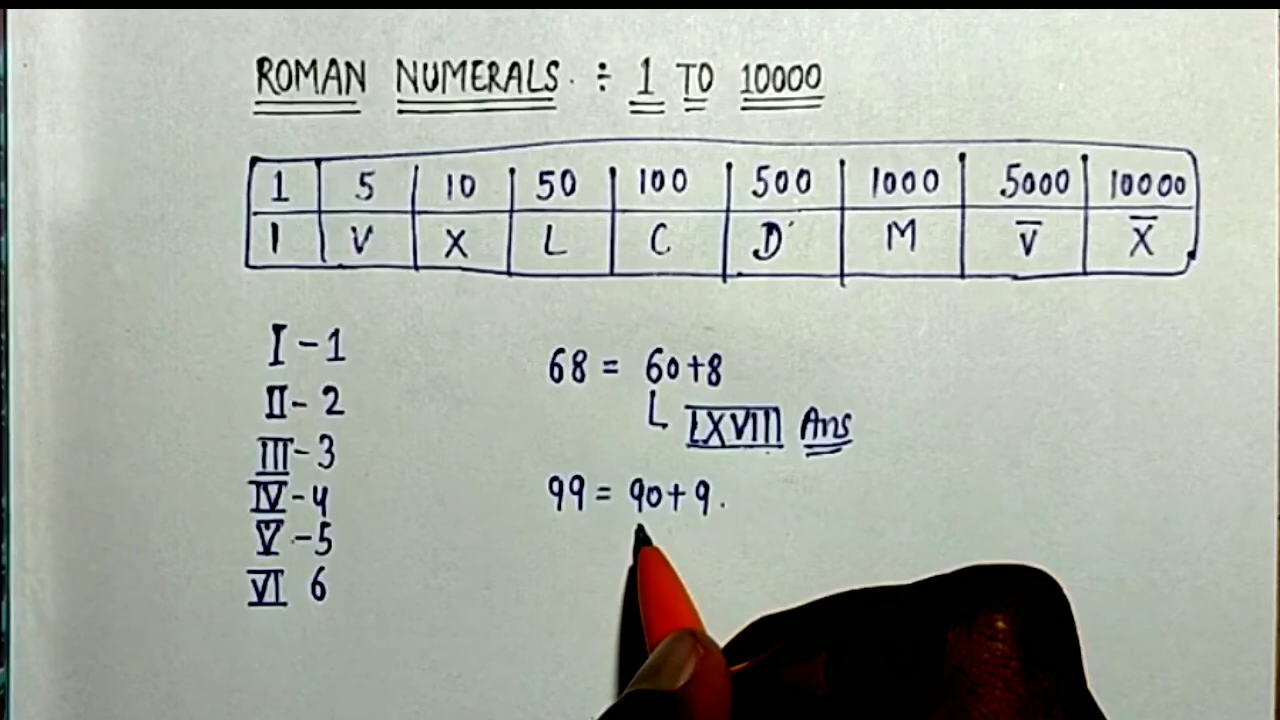 ROMAN NUMERALS. ÷ 1 TO 10000
1 5 10 50 100 500 1000 5000 10000
I V X L C D M V̅ X̅
I - 1
II - 2
III - 3
IV - 4
V - 5
VI 6
68 = 60+8
L LXVIII Ans
99 = 90+9.